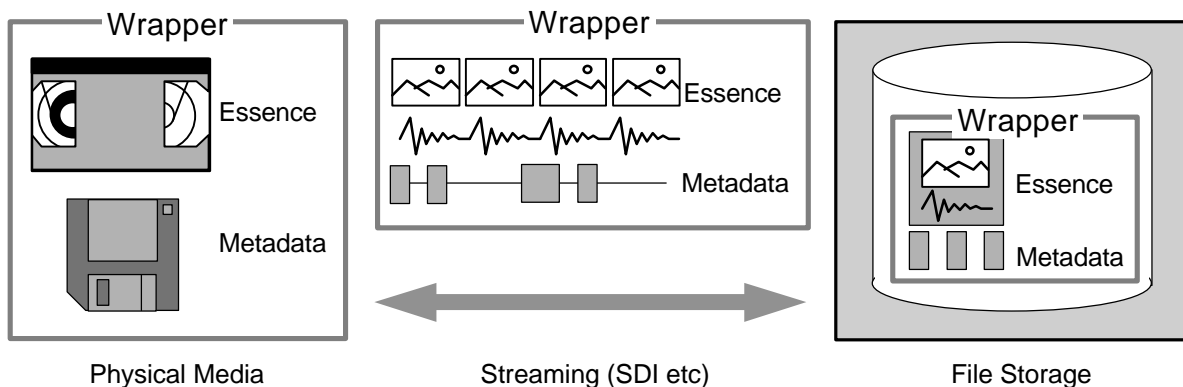 Wrapper
Essence
Metadata
Physical Media
Wrapper
Essence
Metadata
Streaming (SDI etc)
Wrapper
Essence
Metadata
File Storage